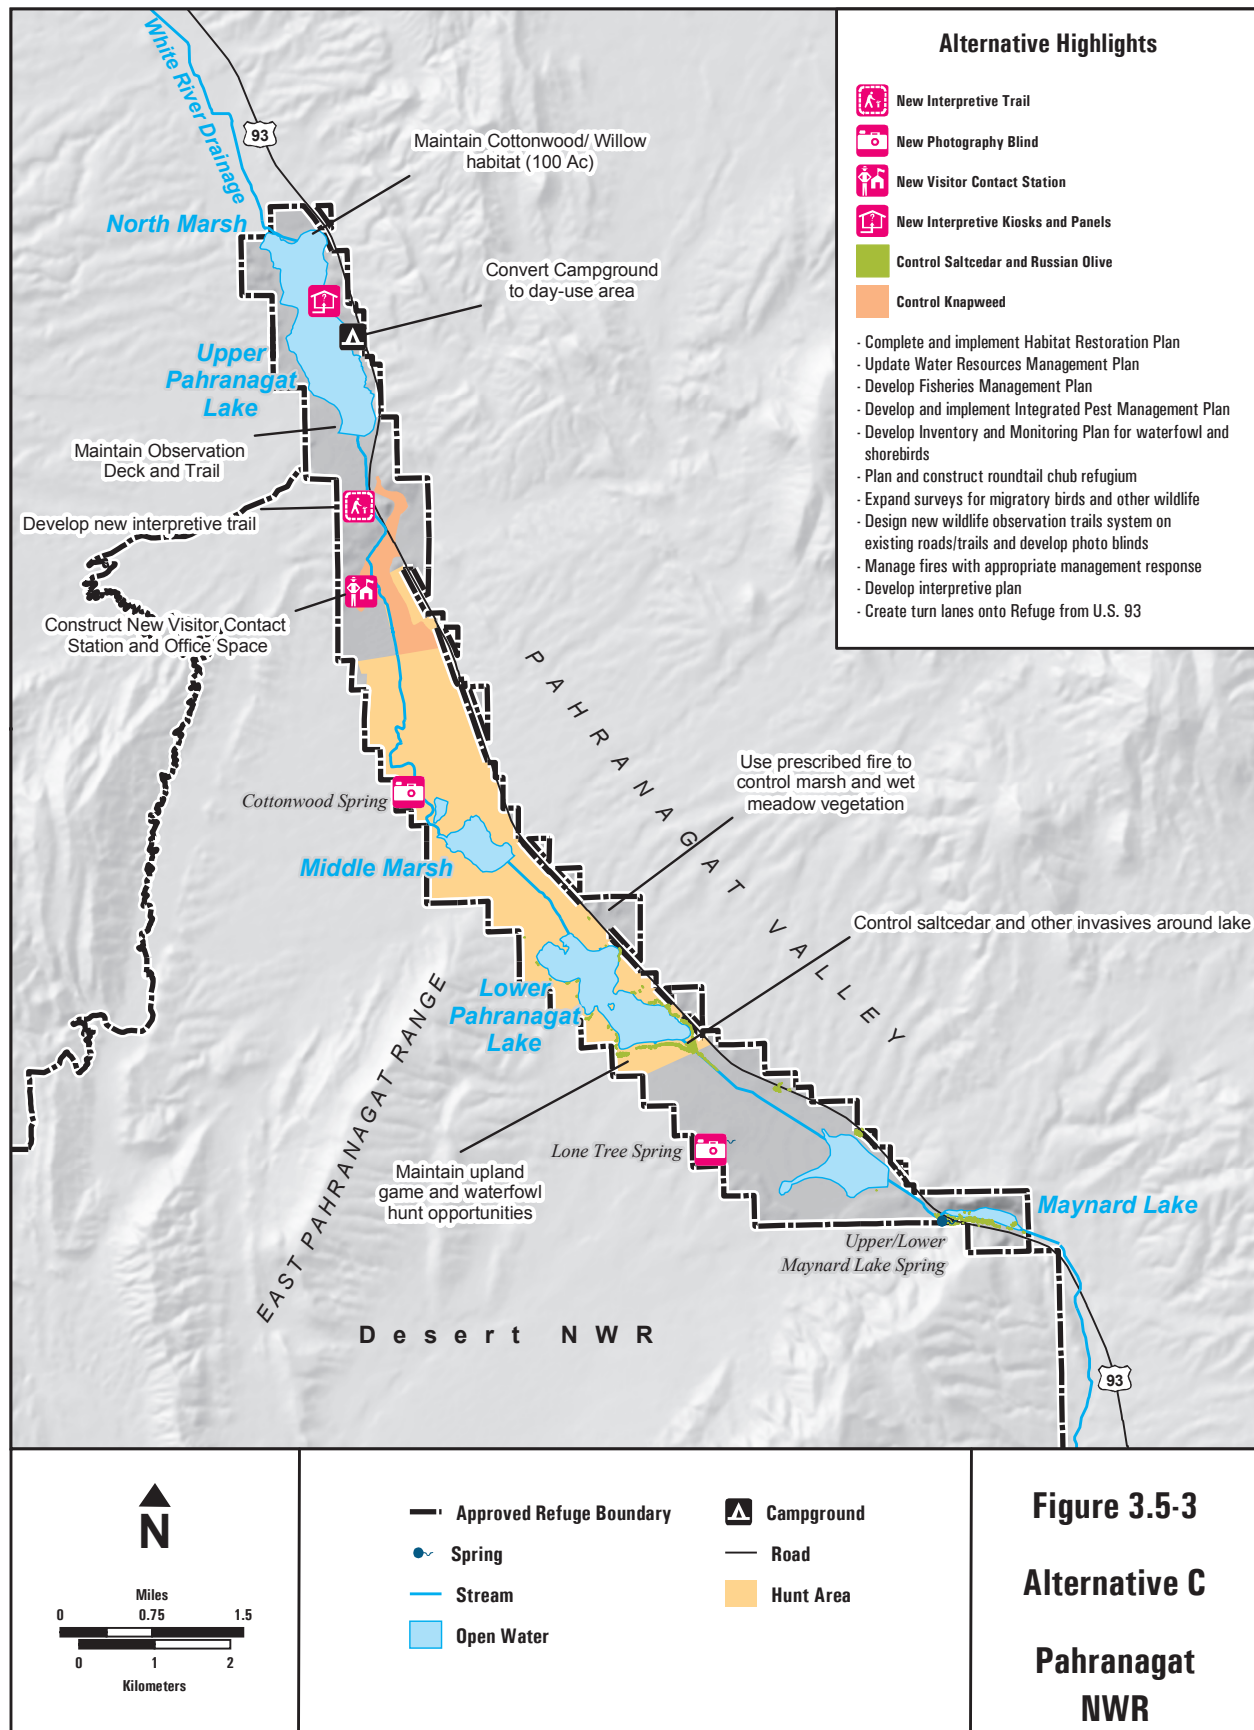 White River Drainage
93
Maintain Cottonwood/ Willow
habitat (100 Ac)
North Marsh
Convert Campground
to day-use area
Upper
Pahranagat
Lake
Maintain Observation
Deck and Trail
Develop new interpretive trail
Construct New Visitor Contact
Station and Office Space
PAHRANAGAT VALLEY
Use prescribed fire to
control marsh and wet
meadow vegetation
Cottonwood Spring
Middle Marsh
Control saltcedar and other invasives around lake
Lower
Pahranagat
Lake
EAST PAHRANAGAT RANGE
Lone Tree Spring
Maintain upland
game and waterfowl
hunt opportunities
Maynard Lake
Upper/Lower
Maynard Lake Spring
Desert NWR
93
Alternative Highlights
New Interpretive Trail
New Photography Blind
New Visitor Contact Station
?
New Interpretive Kiosks and Panels
Control Saltcedar and Russian Olive
Control Knapweed
- Complete and implement Habitat Restoration Plan
- Update Water Resources Management Plan
- Develop Fisheries Management Plan
- Develop and implement Integrated Pest Management Plan
- Develop Inventory and Monitoring Plan for waterfowl and
shorebirds
- Plan and construct roundtail chub refugium
- Expand surveys for migratory birds and other wildlife
- Design new wildlife observation trails system on
existing roads/trails and develop photo blinds
- Manage fires with appropriate management response
- Develop interpretive plan
- Create turn lanes onto Refuge from U.S. 93
N
Miles
0 0.75 1.5
0 1 2
Kilometers
Approved Refuge Boundary
Spring
Stream
Open Water
Campground
Road
Hunt Area
Figure 3.5-3
Alternative C
Pahranagat
NWR